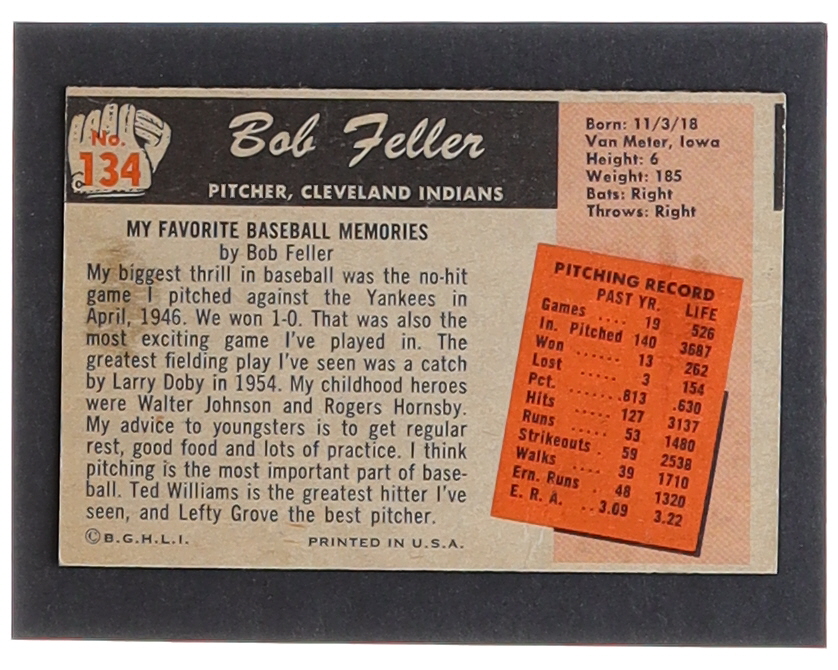 No.
134
Bob Feller
PITCHER, CLEVELAND INDIANS
Born: 11/3/18
Van Meter, Iowa
Height: 6
Weight: 185
Bats: Right
Throws: Right
MY FAVORITE BASEBALL MEMORIES
by Bob Feller
My biggest thrill in baseball was the no-hit
game I pitched against the Yankees in
April, 1946. We won 1-0. That was also the
most exciting game I've played in. The
greatest fielding play I've seen was a catch
by Larry Doby in 1954. My childhood heroes
were Walter Johnson and Rogers Hornsby.
My advice to youngsters is to get regular
rest, good food and lots of practice. I think
pitching is the most important part of base-
ball. Ted Williams is the greatest hitter I've
seen, and Lefty Grove the best pitcher.
©B.G.H.L.I. PRINTED IN U.S.A.
PITCHING RECORD
PAST YR. LIFE
Games .... 19 526
In. Pitched 140 3687
Won ...... 13 262
Lost ...... 3 154
Pct. ..... .813 .630
Hits ..... 127 3137
Runs ..... 53 1480
Strikeouts . 59 2538
Walks .... 39 1710
Ern. Runs . 48 1320
E. R. A. .. 3.09 3.22